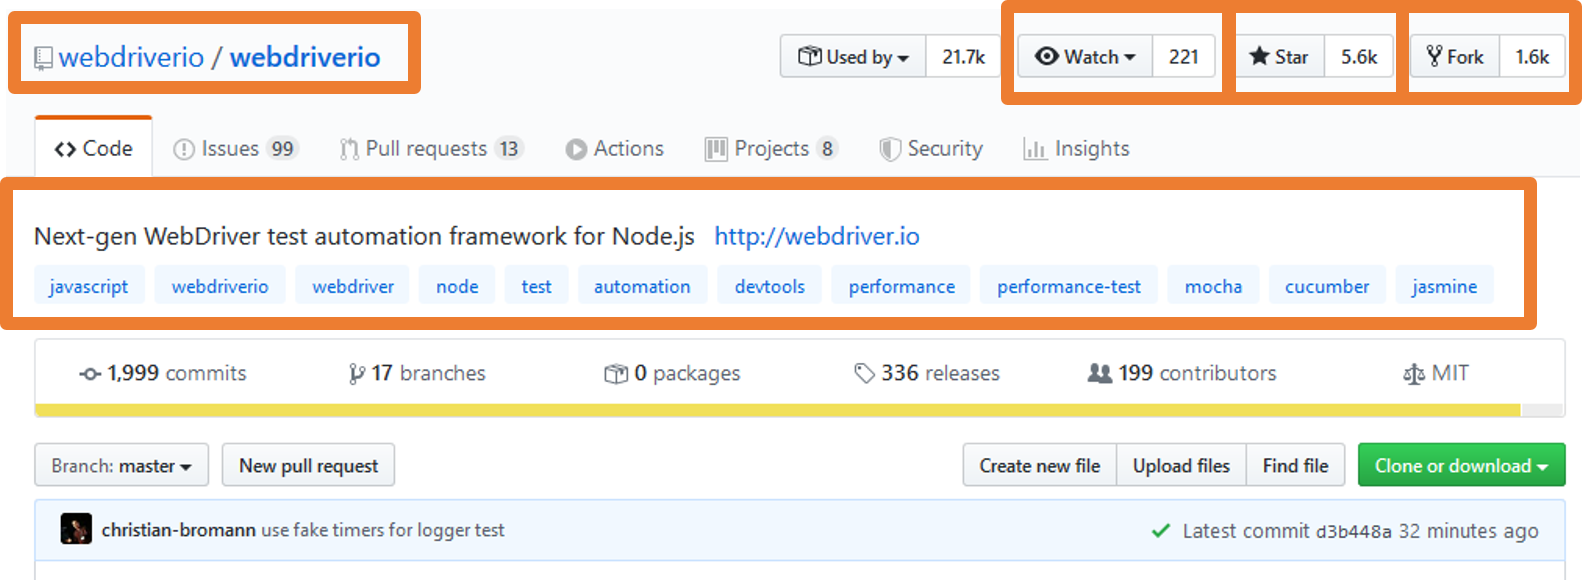 webdriverio / webdriverio Used by 21.7k Watch 221 Star 5.6k Fork 1.6k
Code Issues 99 Pull requests 13 Actions Projects 8 Security Insights
Next-gen WebDriver test automation framework for Node.js http://webdriver.io
javascript webdriverio webdriver node test automation devtools performance performance-test mocha cucumber jasmine
1,999 commits 17 branches 0 packages 336 releases 199 contributors MIT
Branch: master New pull request Create new file Upload files Find file Clone or download
christian-bromann use fake timers for logger test Latest commit d3b448a 32 minutes ago